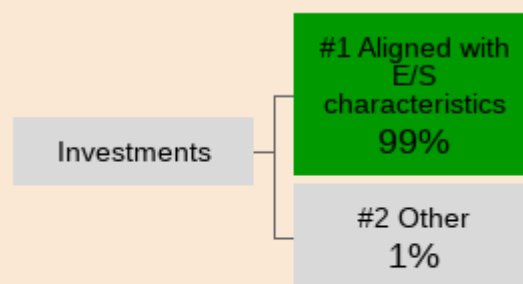 Investments
#1 Aligned with
E/S
characteristics
99%
#2 Other
1%